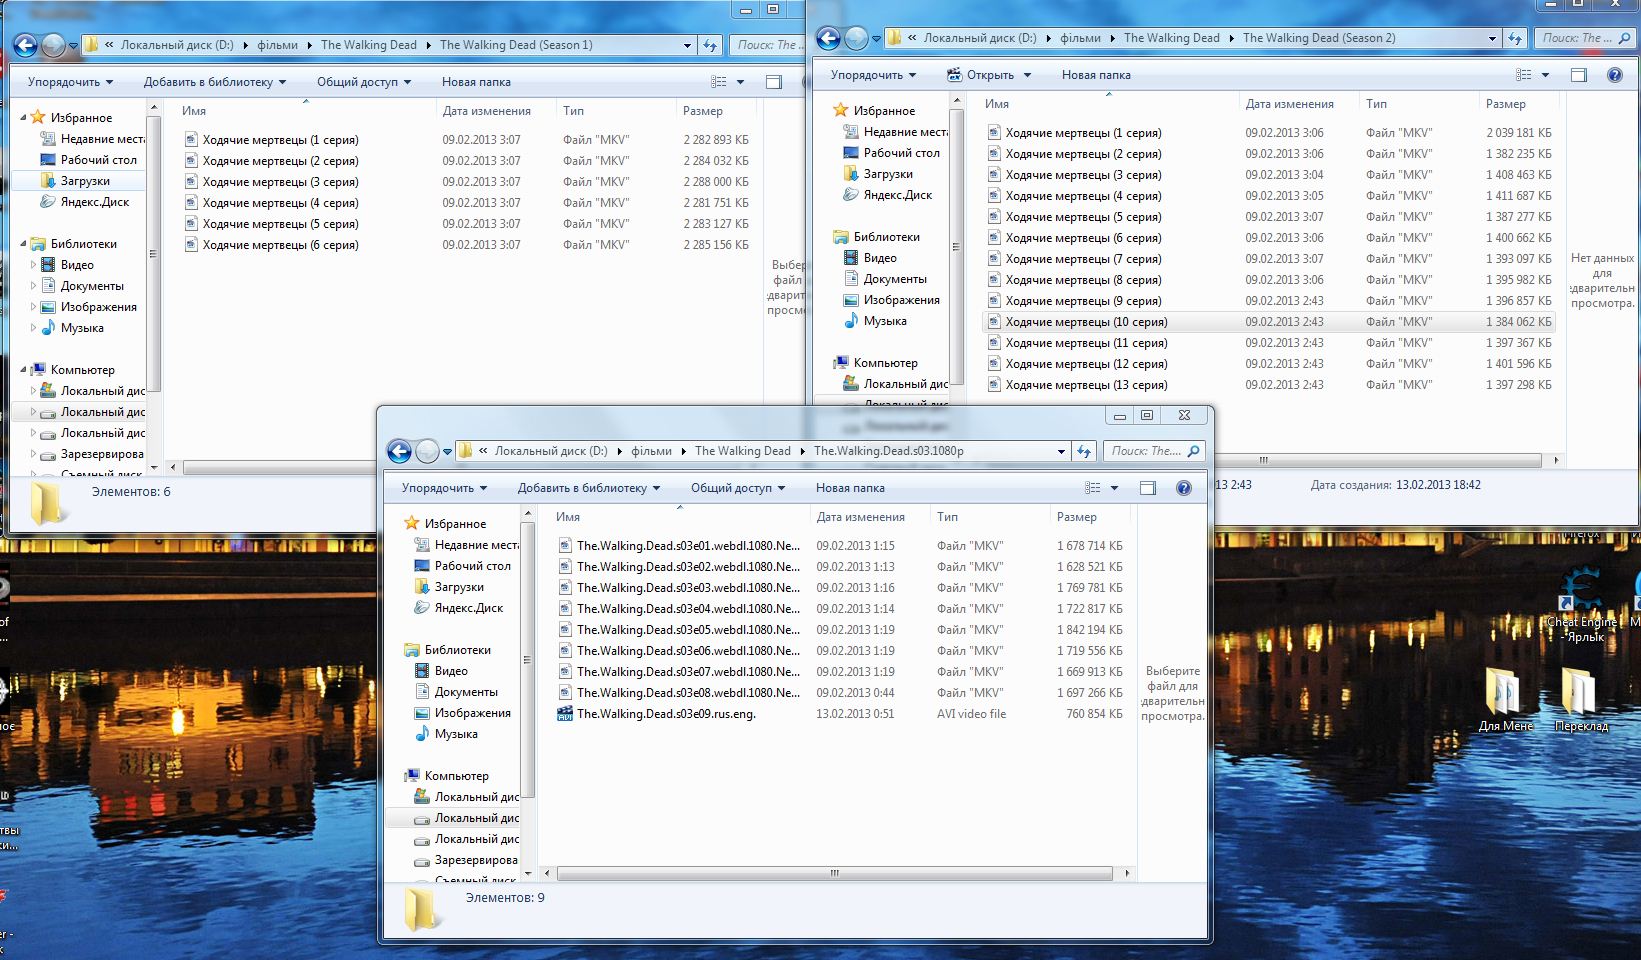 « Локальный диск (D:) ▸ фільми ▸ The Walking Dead ▸ The Walking Dead (Season 1)
Поиск: The ...
Упорядочить Добавить в библиотеку Общий доступ Новая папка
Имя Дата изменения Тип Размер
Избранное
Недавние места
Рабочий стол
Загрузки
Яндекс.Диск
Библиотеки
Видео
Документы
Изображения
Музыка
Компьютер
Локальный дис
Локальный дис
Локальный дис
Зарезервирова
Съемный диск
Ходячие мертвецы (1 серия) 09.02.2013 3:07 Файл "MKV" 2 282 893 КБ
Ходячие мертвецы (2 серия) 09.02.2013 3:07 Файл "MKV" 2 284 032 КБ
Ходячие мертвецы (3 серия) 09.02.2013 3:07 Файл "MKV" 2 288 000 КБ
Ходячие мертвецы (4 серия) 09.02.2013 3:07 Файл "MKV" 2 281 751 КБ
Ходячие мертвецы (5 серия) 09.02.2013 3:07 Файл "MKV" 2 283 127 КБ
Ходячие мертвецы (6 серия) 09.02.2013 3:07 Файл "MKV" 2 285 156 КБ
Выбер
файл
едварит
просмо
Элементов: 6
« Локальный диск (D:) ▸ фільми ▸ The Walking Dead ▸ The Walking Dead (Season 2)
Поиск: The ...
Упорядочить Открыть Новая папка
Имя Дата изменения Тип Размер
Избранное
Недавние места
Рабочий стол
Загрузки
Яндекс.Диск
Библиотеки
Видео
Документы
Изображения
Музыка
Компьютер
Локальный дис
Ходячие мертвецы (1 серия) 09.02.2013 3:06 Файл "MKV" 2 039 181 КБ
Ходячие мертвецы (2 серия) 09.02.2013 3:06 Файл "MKV" 1 382 235 КБ
Ходячие мертвецы (3 серия) 09.02.2013 3:04 Файл "MKV" 1 408 463 КБ
Ходячие мертвецы (4 серия) 09.02.2013 3:05 Файл "MKV" 1 411 687 КБ
Ходячие мертвецы (5 серия) 09.02.2013 3:07 Файл "MKV" 1 387 277 КБ
Ходячие мертвецы (6 серия) 09.02.2013 3:06 Файл "MKV" 1 400 662 КБ
Ходячие мертвецы (7 серия) 09.02.2013 3:07 Файл "MKV" 1 393 097 КБ
Ходячие мертвецы (8 серия) 09.02.2013 3:06 Файл "MKV" 1 395 982 КБ
Ходячие мертвецы (9 серия) 09.02.2013 2:43 Файл "MKV" 1 396 857 КБ
Ходячие мертвецы (10 серия) 09.02.2013 2:43 Файл "MKV" 1 384 062 КБ
Ходячие мертвецы (11 серия) 09.02.2013 2:43 Файл "MKV" 1 397 367 КБ
Ходячие мертвецы (12 серия) 09.02.2013 2:43 Файл "MKV" 1 401 596 КБ
Ходячие мертвецы (13 серия) 09.02.2013 2:43 Файл "MKV" 1 397 298 КБ
Нет данных
для
едварительн
просмотра.
13 2:43 Дата создания: 13.02.2013 18:42
« Локальный диск (D:) ▸ фільми ▸ The Walking Dead ▸ The.Walking.Dead.s03.1080p
Поиск: The....
Упорядочить Добавить в библиотеку Общий доступ Новая папка
Имя Дата изменения Тип Размер
Избранное
Недавние места
Рабочий стол
Загрузки
Яндекс.Диск
Библиотеки
Видео
Документы
Изображения
Музыка
Компьютер
Локальный дис
Локальный дис
Локальный дис
Зарезервирова
Съемный диск
The.Walking.Dead.s03e01.webdl.1080.Ne... 09.02.2013 1:15 Файл "MKV" 1 678 714 КБ
The.Walking.Dead.s03e02.webdl.1080.Ne... 09.02.2013 1:13 Файл "MKV" 1 628 521 КБ
The.Walking.Dead.s03e03.webdl.1080.Ne... 09.02.2013 1:16 Файл "MKV" 1 769 781 КБ
The.Walking.Dead.s03e04.webdl.1080.Ne... 09.02.2013 1:14 Файл "MKV" 1 722 817 КБ
The.Walking.Dead.s03e05.webdl.1080.Ne... 09.02.2013 1:19 Файл "MKV" 1 842 194 КБ
The.Walking.Dead.s03e06.webdl.1080.Ne... 09.02.2013 1:19 Файл "MKV" 1 719 556 КБ
The.Walking.Dead.s03e07.webdl.1080.Ne... 09.02.2013 1:19 Файл "MKV" 1 669 913 КБ
The.Walking.Dead.s03e08.webdl.1080.Ne... 09.02.2013 0:44 Файл "MKV" 1 697 266 КБ
The.Walking.Dead.s03e09.rus.eng. 13.02.2013 0:51 AVI video file 760 854 КБ
Выберите
файл для
едварительн
просмотра.
Элементов: 9
Cheat Engine
- Ярлык
Для Мене
Переклад